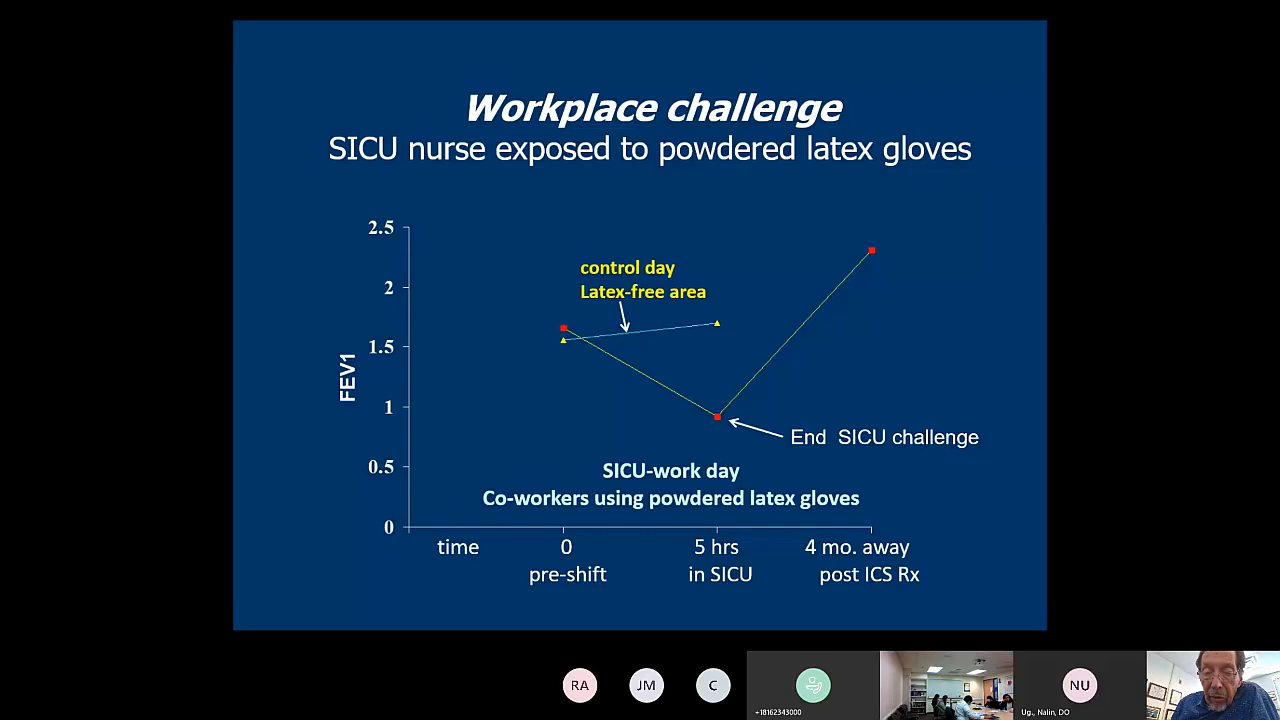 Workplace challenge
SICU nurse exposed to powdered latex gloves
2.5
2
1.5
1
0.5
0
FEV1
control day
Latex-free area
End SICU challenge
SICU-work day
Co-workers using powdered latex gloves
time 0 5 hrs 4 mo. away
pre-shift in SICU post ICS Rx
RA
JM
C
NU
+18162343000
Ug., Nalin, DO